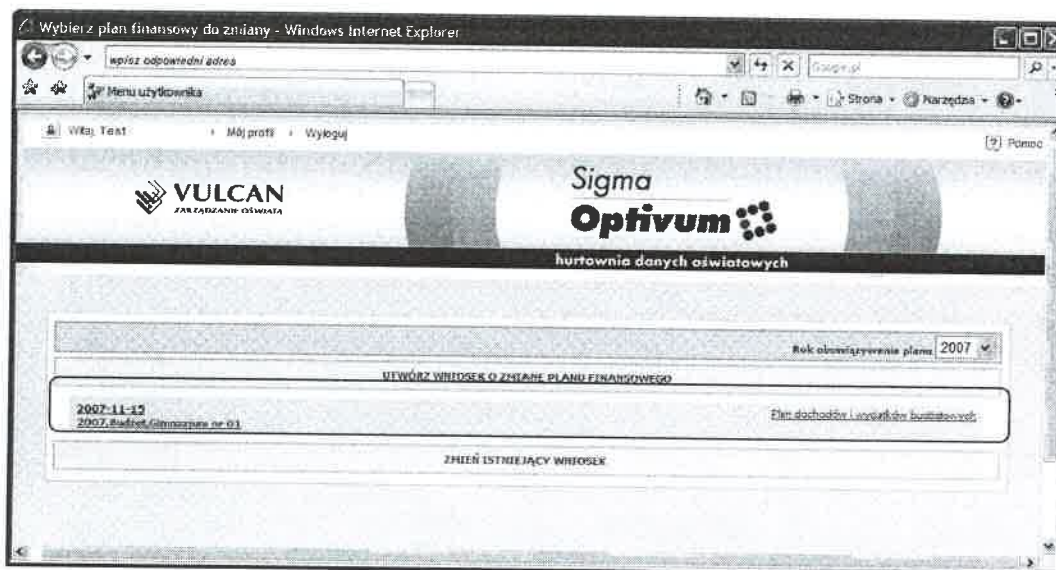 Wybierz plan finansowy do zmiany - Windows Internet Explorer
wpisz odpowiedni adres
Google.pl
Menu użytkownika
Strona
Narzędzia
Witaj, Test
Mój profil
Wyloguj
[?] Pomoc
VULCAN
ZARZĄDZANIE OŚWIATĄ
Sigma
Optivum
hurtownia danych oświatowych
Rok obowiązywania planu 2007
UTWÓRZ WNIOSEK O ZMIANĘ PLANU FINANSOWEGO
2007-11-15
Plan dochodów i wydatków budżetowych
2007,Budżet,Gimnazjum nr 01
ZMIEŃ ISTNIEJĄCY WNIOSEK